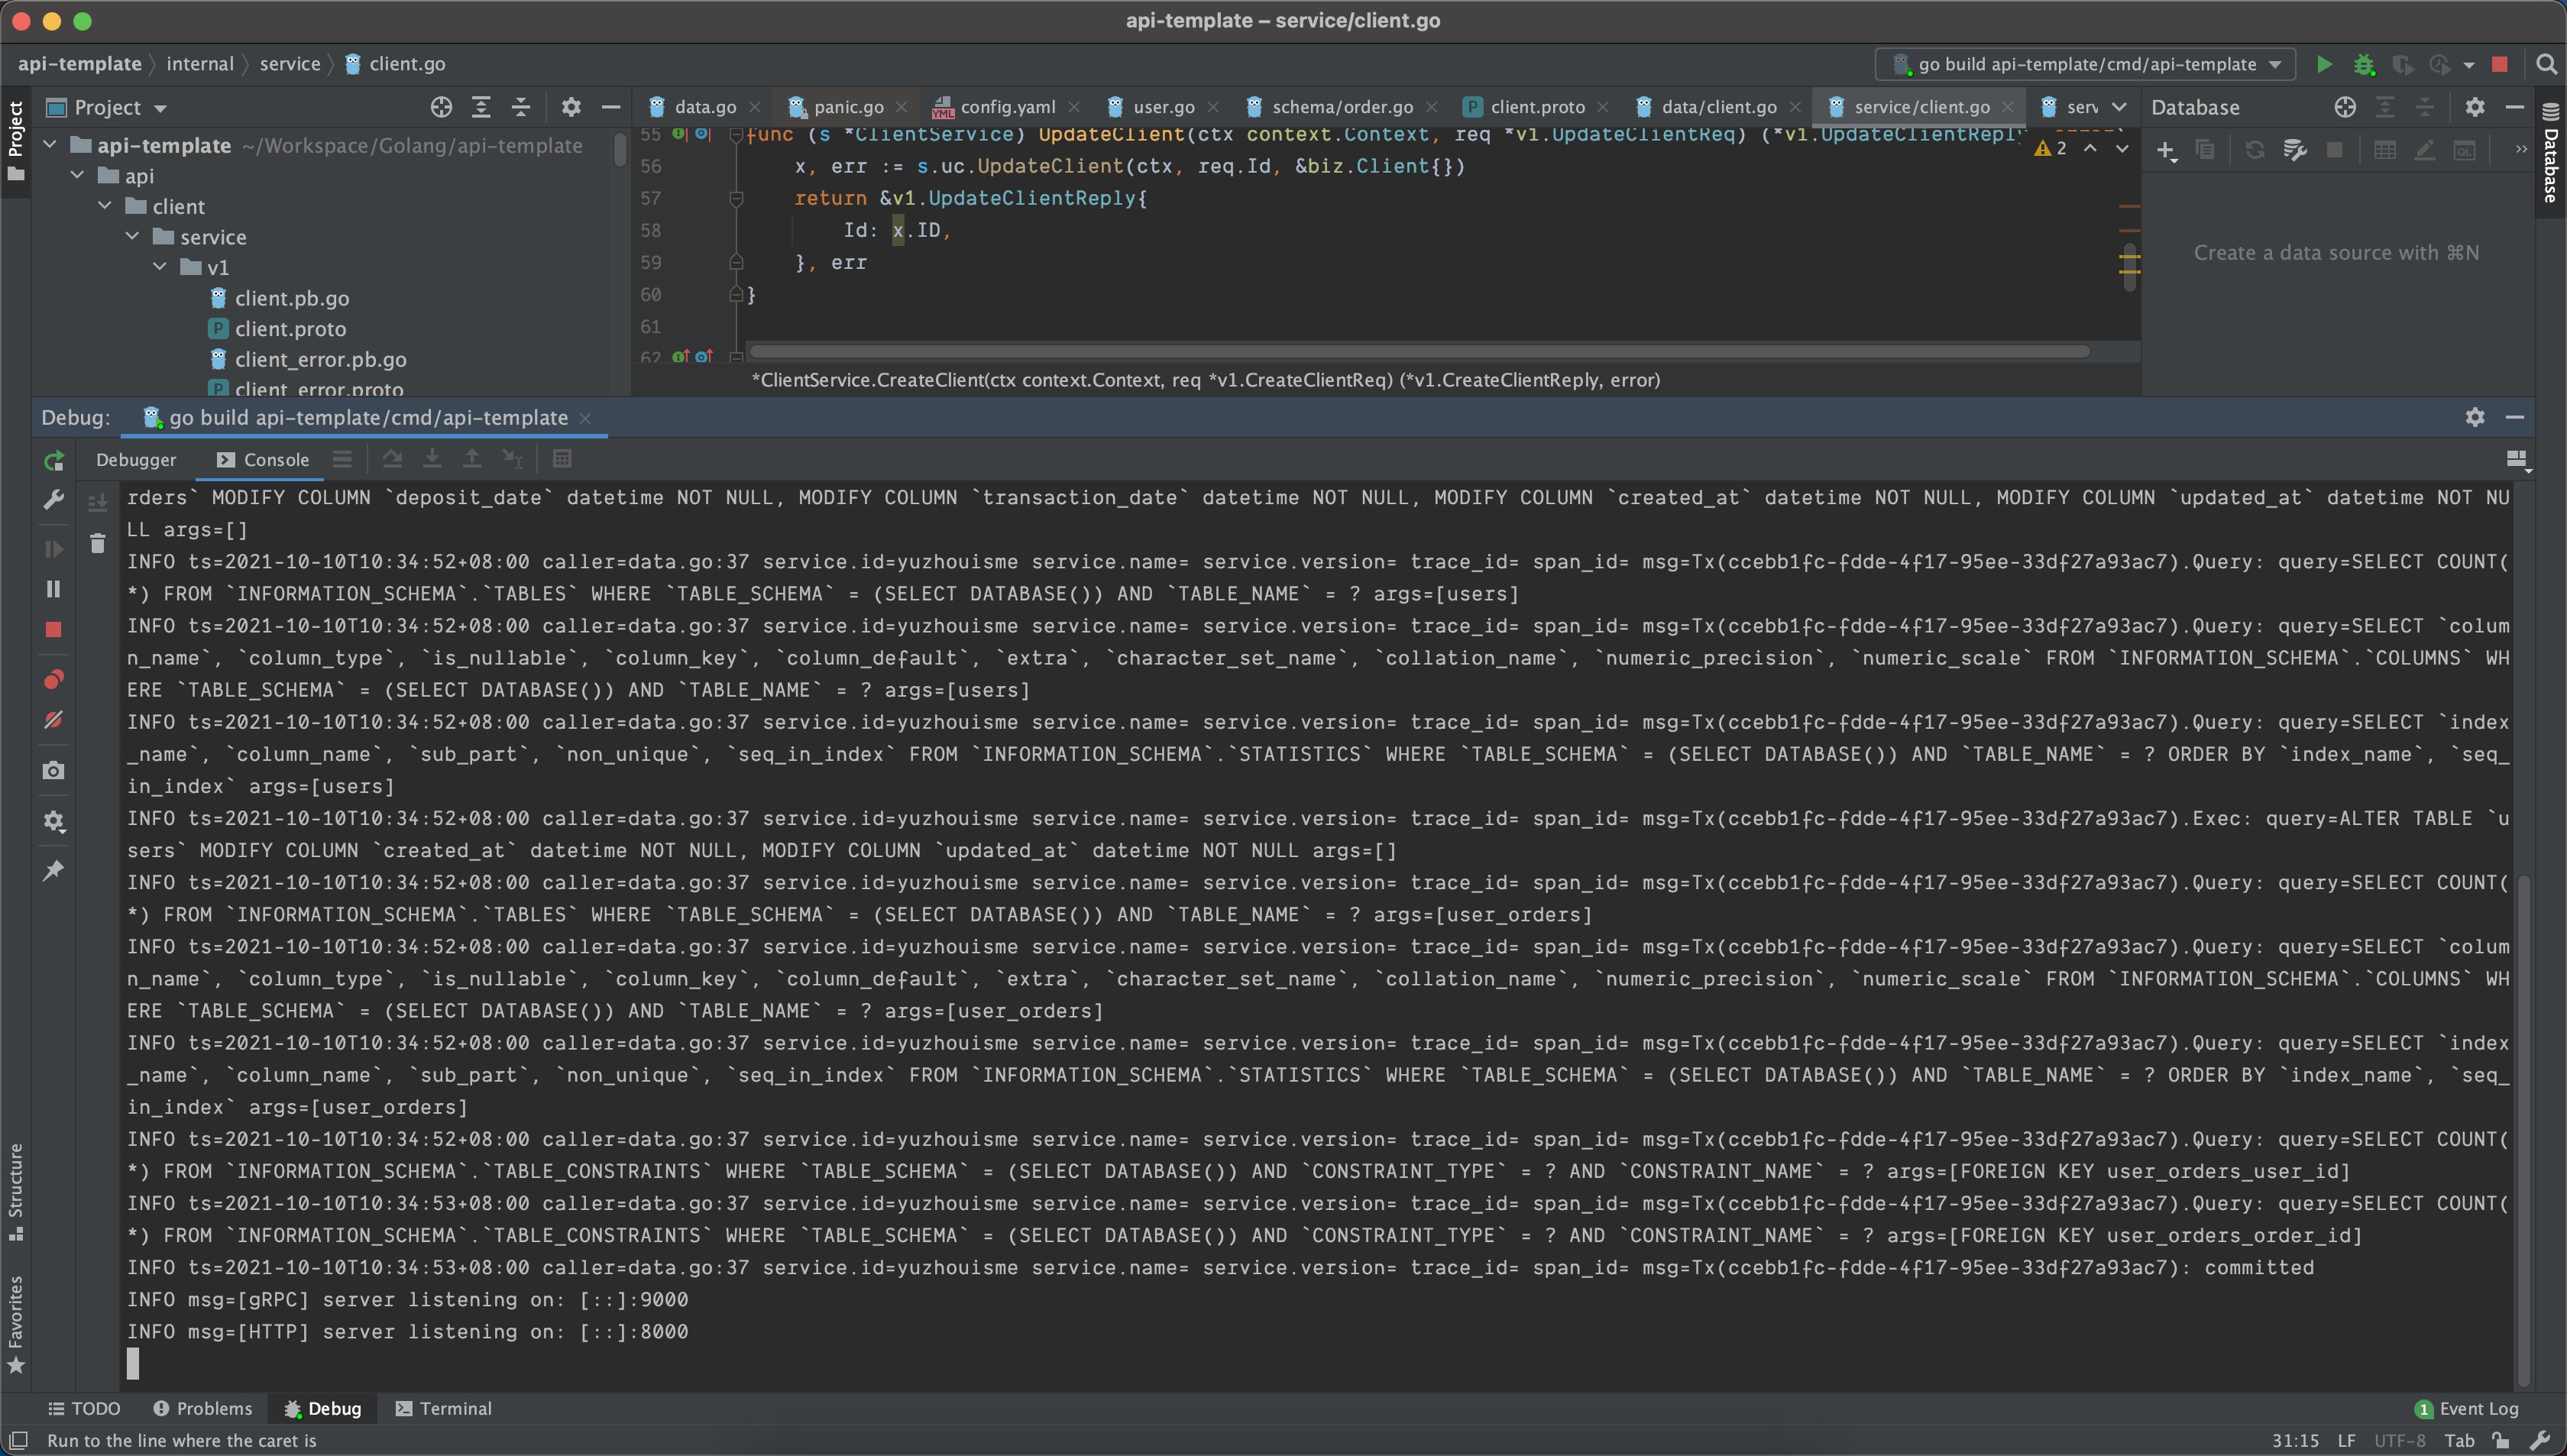 api-template – service/client.go
api-template internal service client.go
go build api-template/cmd/api-template
Project
Project
data.go
panic.go
config.yaml
user.go
schema/order.go
client.proto
data/client.go
service/client.go
serv
Database
Database
api-template ~/Workspace/Golang/api-template
api
client
service
v1
client.pb.go
client.proto
client_error.pb.go
client_error.proto
55 func (s *ClientService) UpdateClient(ctx context.Context, req *v1.UpdateClientReq) (*v1.UpdateClientReply
56 x, err := s.uc.UpdateClient(ctx, req.Id, &biz.Client{})
57 return &v1.UpdateClientReply{
58 Id: x.ID,
59 }, err
60 }
61
62
2
*ClientService.CreateClient(ctx context.Context, req *v1.CreateClientReq) (*v1.CreateClientReply, error)
Create a data source with ⌘N
Debug: go build api-template/cmd/api-template
Debugger Console
rders` MODIFY COLUMN `deposit_date` datetime NOT NULL, MODIFY COLUMN `transaction_date` datetime NOT NULL, MODIFY COLUMN `created_at` datetime NOT NULL, MODIFY COLUMN `updated_at` datetime NOT NU
LL args=[]
INFO ts=2021-10-10T10:34:52+08:00 caller=data.go:37 service.id=yuzhouisme service.name= service.version= trace_id= span_id= msg=Tx(ccebb1fc-fdde-4f17-95ee-33df27a93ac7).Query: query=SELECT COUNT(
*) FROM `INFORMATION_SCHEMA`.`TABLES` WHERE `TABLE_SCHEMA` = (SELECT DATABASE()) AND `TABLE_NAME` = ? args=[users]
INFO ts=2021-10-10T10:34:52+08:00 caller=data.go:37 service.id=yuzhouisme service.name= service.version= trace_id= span_id= msg=Tx(ccebb1fc-fdde-4f17-95ee-33df27a93ac7).Query: query=SELECT `colum
n_name`, `column_type`, `is_nullable`, `column_key`, `column_default`, `extra`, `character_set_name`, `collation_name`, `numeric_precision`, `numeric_scale` FROM `INFORMATION_SCHEMA`.`COLUMNS` WH
ERE `TABLE_SCHEMA` = (SELECT DATABASE()) AND `TABLE_NAME` = ? args=[users]
INFO ts=2021-10-10T10:34:52+08:00 caller=data.go:37 service.id=yuzhouisme service.name= service.version= trace_id= span_id= msg=Tx(ccebb1fc-fdde-4f17-95ee-33df27a93ac7).Query: query=SELECT `index
_name`, `column_name`, `sub_part`, `non_unique`, `seq_in_index` FROM `INFORMATION_SCHEMA`.`STATISTICS` WHERE `TABLE_SCHEMA` = (SELECT DATABASE()) AND `TABLE_NAME` = ? ORDER BY `index_name`, `seq_
in_index` args=[users]
INFO ts=2021-10-10T10:34:52+08:00 caller=data.go:37 service.id=yuzhouisme service.name= service.version= trace_id= span_id= msg=Tx(ccebb1fc-fdde-4f17-95ee-33df27a93ac7).Exec: query=ALTER TABLE `u
sers` MODIFY COLUMN `created_at` datetime NOT NULL, MODIFY COLUMN `updated_at` datetime NOT NULL args=[]
INFO ts=2021-10-10T10:34:52+08:00 caller=data.go:37 service.id=yuzhouisme service.name= service.version= trace_id= span_id= msg=Tx(ccebb1fc-fdde-4f17-95ee-33df27a93ac7).Query: query=SELECT COUNT(
*) FROM `INFORMATION_SCHEMA`.`TABLES` WHERE `TABLE_SCHEMA` = (SELECT DATABASE()) AND `TABLE_NAME` = ? args=[user_orders]
INFO ts=2021-10-10T10:34:52+08:00 caller=data.go:37 service.id=yuzhouisme service.name= service.version= trace_id= span_id= msg=Tx(ccebb1fc-fdde-4f17-95ee-33df27a93ac7).Query: query=SELECT `colum
n_name`, `column_type`, `is_nullable`, `column_key`, `column_default`, `extra`, `character_set_name`, `collation_name`, `numeric_precision`, `numeric_scale` FROM `INFORMATION_SCHEMA`.`COLUMNS` WH
ERE `TABLE_SCHEMA` = (SELECT DATABASE()) AND `TABLE_NAME` = ? args=[user_orders]
INFO ts=2021-10-10T10:34:52+08:00 caller=data.go:37 service.id=yuzhouisme service.name= service.version= trace_id= span_id= msg=Tx(ccebb1fc-fdde-4f17-95ee-33df27a93ac7).Query: query=SELECT `index
_name`, `column_name`, `sub_part`, `non_unique`, `seq_in_index` FROM `INFORMATION_SCHEMA`.`STATISTICS` WHERE `TABLE_SCHEMA` = (SELECT DATABASE()) AND `TABLE_NAME` = ? ORDER BY `index_name`, `seq_
in_index` args=[user_orders]
INFO ts=2021-10-10T10:34:52+08:00 caller=data.go:37 service.id=yuzhouisme service.name= service.version= trace_id= span_id= msg=Tx(ccebb1fc-fdde-4f17-95ee-33df27a93ac7).Query: query=SELECT COUNT(
*) FROM `INFORMATION_SCHEMA`.`TABLE_CONSTRAINTS` WHERE `TABLE_SCHEMA` = (SELECT DATABASE()) AND `CONSTRAINT_TYPE` = ? AND `CONSTRAINT_NAME` = ? args=[FOREIGN KEY user_orders_user_id]
INFO ts=2021-10-10T10:34:53+08:00 caller=data.go:37 service.id=yuzhouisme service.name= service.version= trace_id= span_id= msg=Tx(ccebb1fc-fdde-4f17-95ee-33df27a93ac7).Query: query=SELECT COUNT(
*) FROM `INFORMATION_SCHEMA`.`TABLE_CONSTRAINTS` WHERE `TABLE_SCHEMA` = (SELECT DATABASE()) AND `CONSTRAINT_TYPE` = ? AND `CONSTRAINT_NAME` = ? args=[FOREIGN KEY user_orders_order_id]
INFO ts=2021-10-10T10:34:53+08:00 caller=data.go:37 service.id=yuzhouisme service.name= service.version= trace_id= span_id= msg=Tx(ccebb1fc-fdde-4f17-95ee-33df27a93ac7): committed
INFO msg=[gRPC] server listening on: [::]:9000
INFO msg=[HTTP] server listening on: [::]:8000
Structure
Favorites
TODO Problems Debug Terminal
1 Event Log
Run to the line where the caret is
31:15 LF UTF-8 Tab